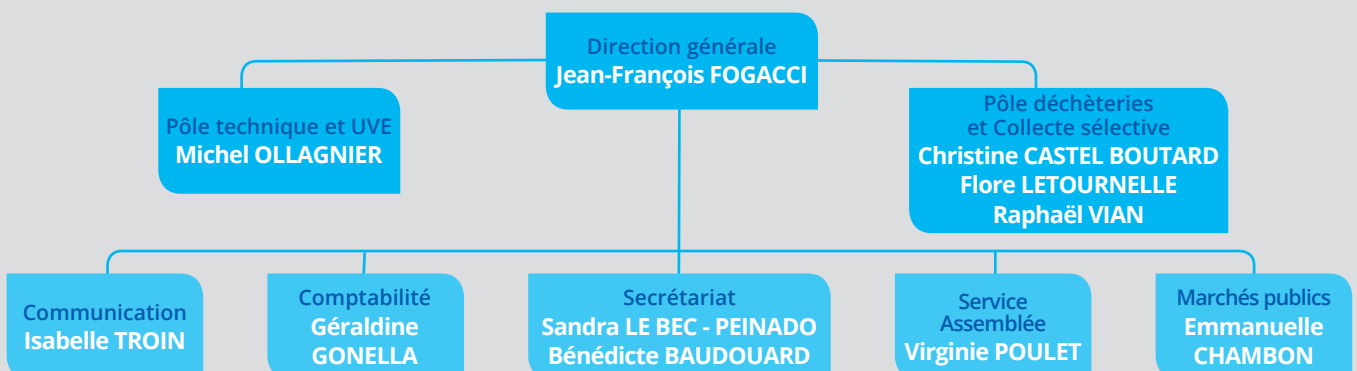 Direction générale
Jean-François FOGACCI
Pôle technique et UVE
Michel OLLAGNIER
Pôle déchèteries
et Collecte sélective
Christine CASTEL BOUTARD
Flore LETOURNELLE
Raphaël VIAN
Communication
Isabelle TROIN
Comptabilité
Géraldine
GONELLA
Secrétariat
Sandra LE BEC - PEINADO
Bénédicte BAUDOUARD
Service
Assemblée
Virginie POULET
Marchés publics
Emmanuelle
CHAMBON